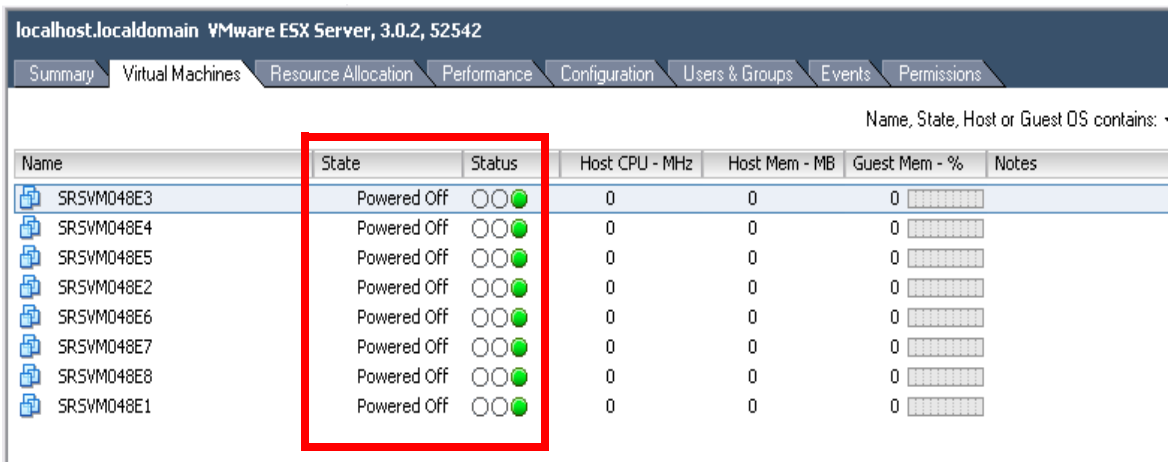 localhost.localdomain VMware ESX Server, 3.0.2, 52542
Summary Virtual Machines Resource Allocation Performance Configuration Users & Groups Events Permissions
Name, State, Host or Guest OS contains:
Name State Status Host CPU - MHz Host Mem - MB Guest Mem - % Notes
SRSVM048E3 Powered Off 0 0 0
SRSVM048E4 Powered Off 0 0 0
SRSVM048E5 Powered Off 0 0 0
SRSVM048E2 Powered Off 0 0 0
SRSVM048E6 Powered Off 0 0 0
SRSVM048E7 Powered Off 0 0 0
SRSVM048E8 Powered Off 0 0 0
SRSVM048E1 Powered Off 0 0 0